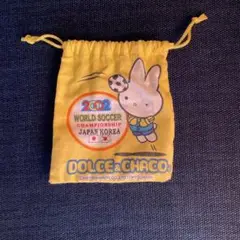 2002
WORLD SOCCER
CHAMPIONSHIP
JAPAN KOREA
DOLCE&CHACO